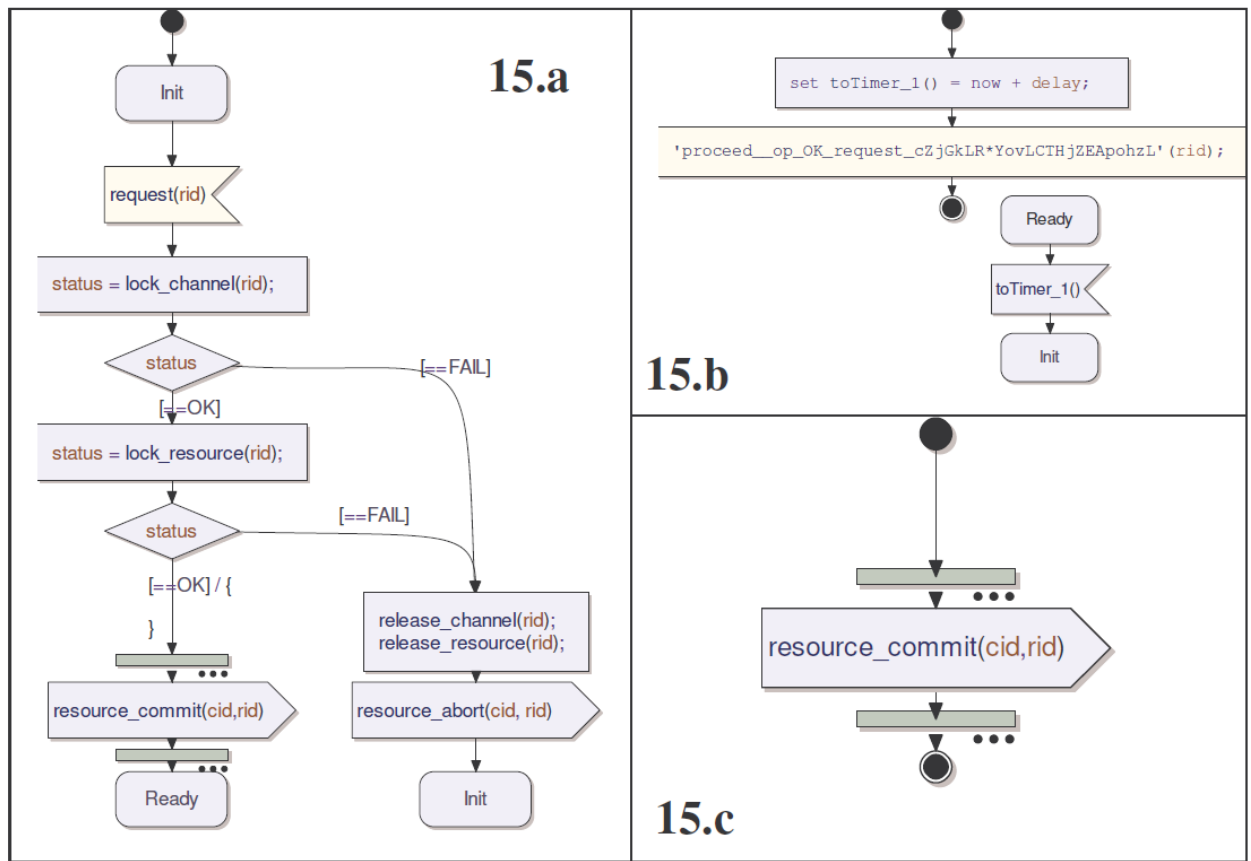 15.a
Init
request(rid)
status = lock_channel(rid);
status
[==FAIL]
[==OK]
status = lock_resource(rid);
status
[==FAIL]
[==OK] / {
}
release_channel(rid);
release_resource(rid);
resource_commit(cid,rid)
resource_abort(cid, rid)
Ready
Init
set toTimer_1() = now + delay;
'proceed__op_OK_request_cZjGkLR*YovLCTHjZEApohzL'(rid);
Ready
toTimer_1()
Init
15.b
resource_commit(cid,rid)
15.c